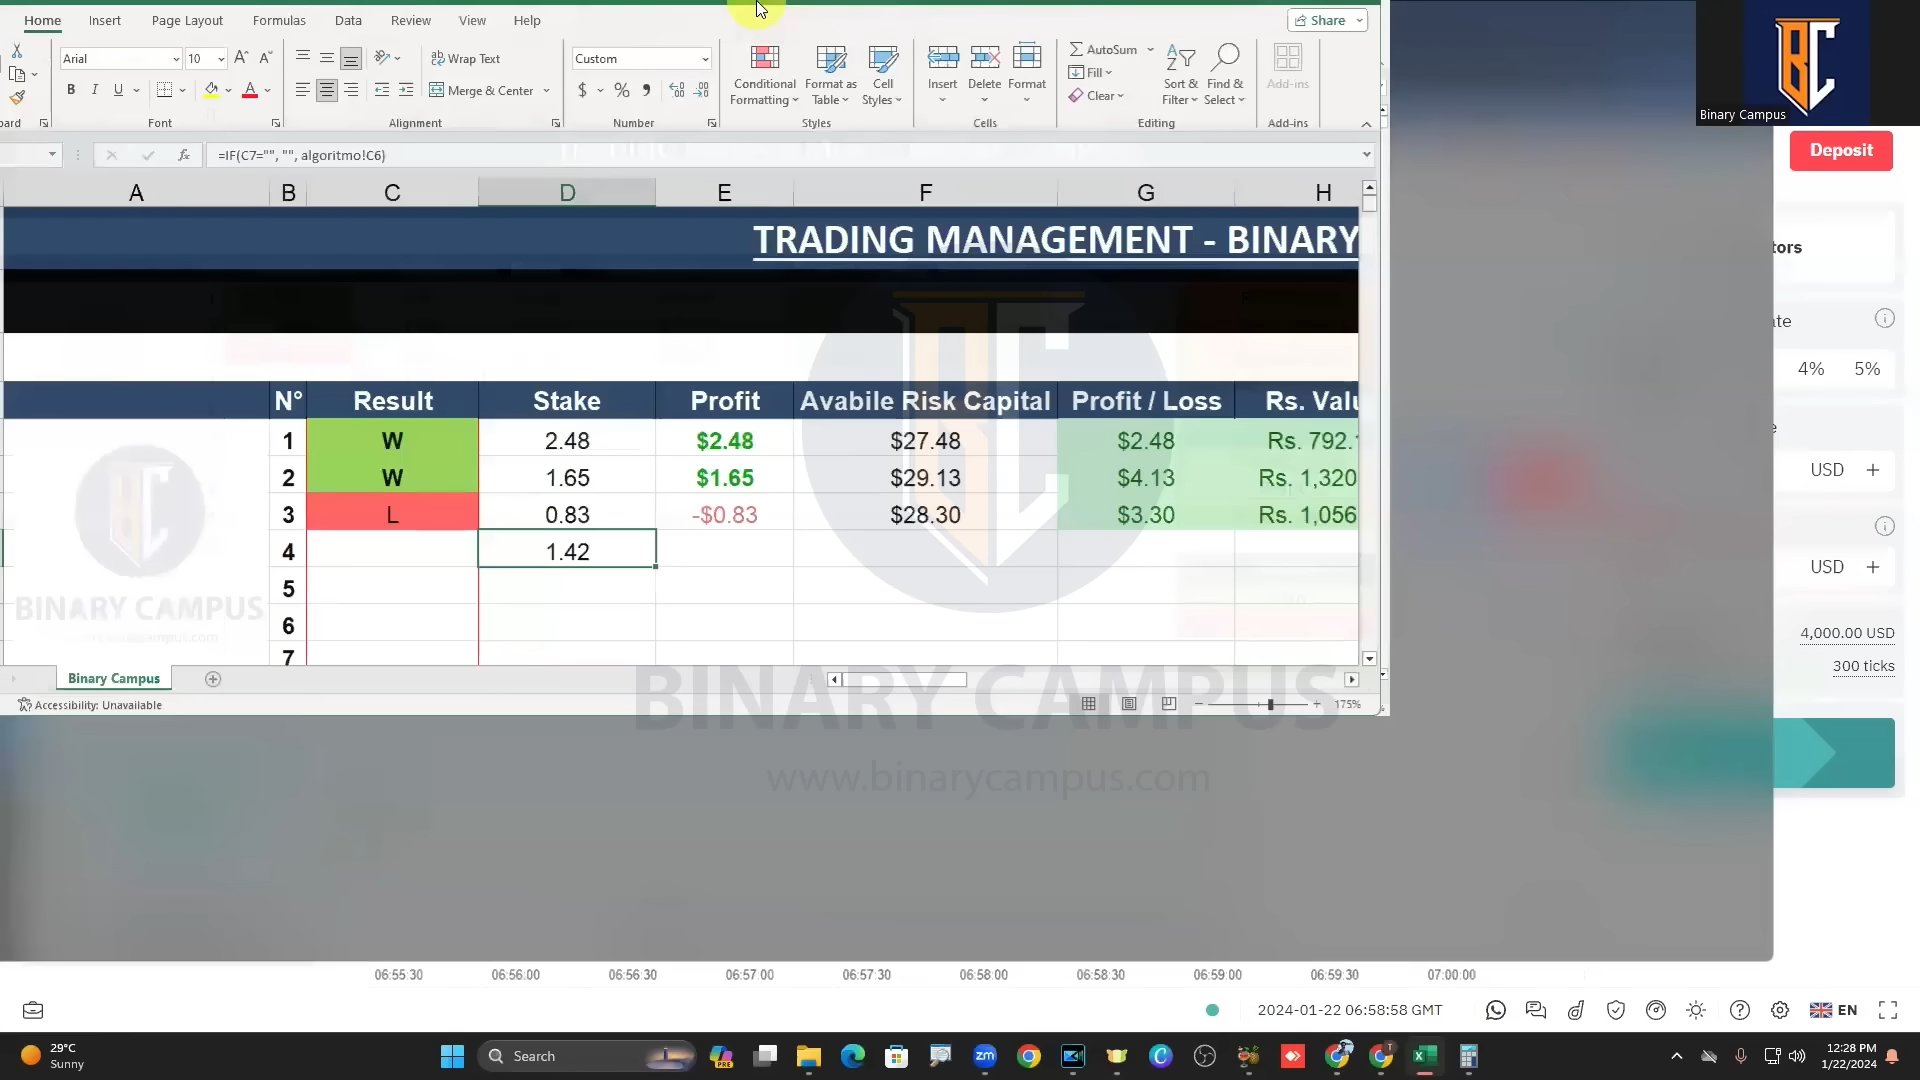 Home Insert Page Layout Formulas Data Review View Help Share
Arial 10 Wrap Text Custom AutoSum
Fill
B I U Merge & Center $ % Conditional Formatting Format as Table Cell Styles Insert Delete Format Clear Sort & Filter Find & Select Add-ins
Font Alignment Number Styles Cells Editing Add-ins
Binary Campus
Deposit
=IF(C7="", "", algoritmo!C6)
A B C D E F G H
TRADING MANAGEMENT - BINARY
4% 5%
N° Result Stake Profit Avabile Risk Capital Profit / Loss
1 W 2.48 $2.48 $27.48 $2.48 Rs. 792.
2 W 1.65 $1.65 $29.13 $4.13 Rs. 1,320
3 L 0.83 -$0.83 $28.30 $3.30 Rs. 1,056
4 1.42
5
6
7
USD +
USD +
4,000.00 USD
300 ticks
BINARY CAMPUS
Binary Campus
Accessibility: Unavailable
175%
BINARY CAMPUS
www.binarycampus.com
06:55:30 06:56:00 06:56:30 06:57:00 06:57:30 06:58:00 06:58:30 06:59:00 06:59:30 07:00:00
2024-01-22 06:58:58 GMT EN
29°C
Sunny
Search
PRE
zm
12:28 PM
1/22/2024